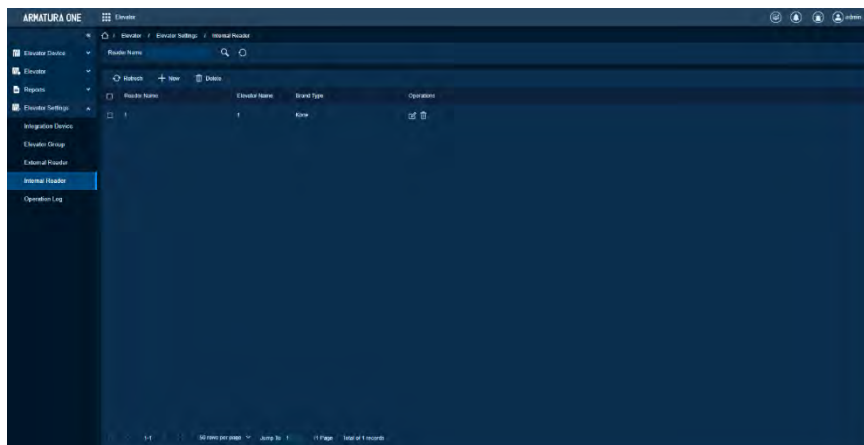 ARMATURA ONE
Elevator
admin
/ Elevator / Elevator Settings / Internal Reader
Elevator Device
Elevator
Reports
Elevator Settings
Integration Device
Elevator Group
External Reader
Internal Reader
Operation Log
Reader Name
Refresh New Delete
Reader Name Elevator Name Brand Type Operations
1 1 Kone
1-1 50 rows per page Jump To 1 /1 Page Total of 1 records